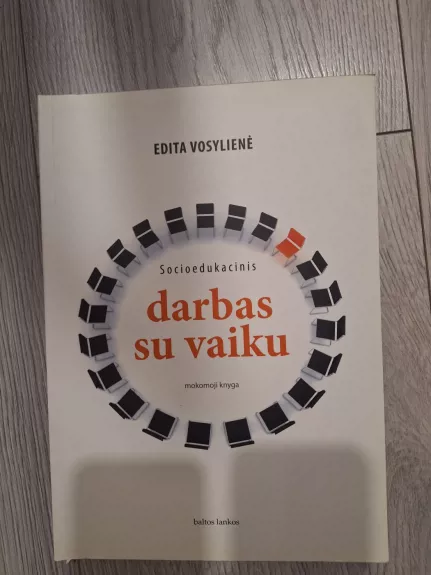 EDITA VOSYLIENĖ
Socioedukacinis
darbas
su vaiku
mokomoji knyga
baltos lankos